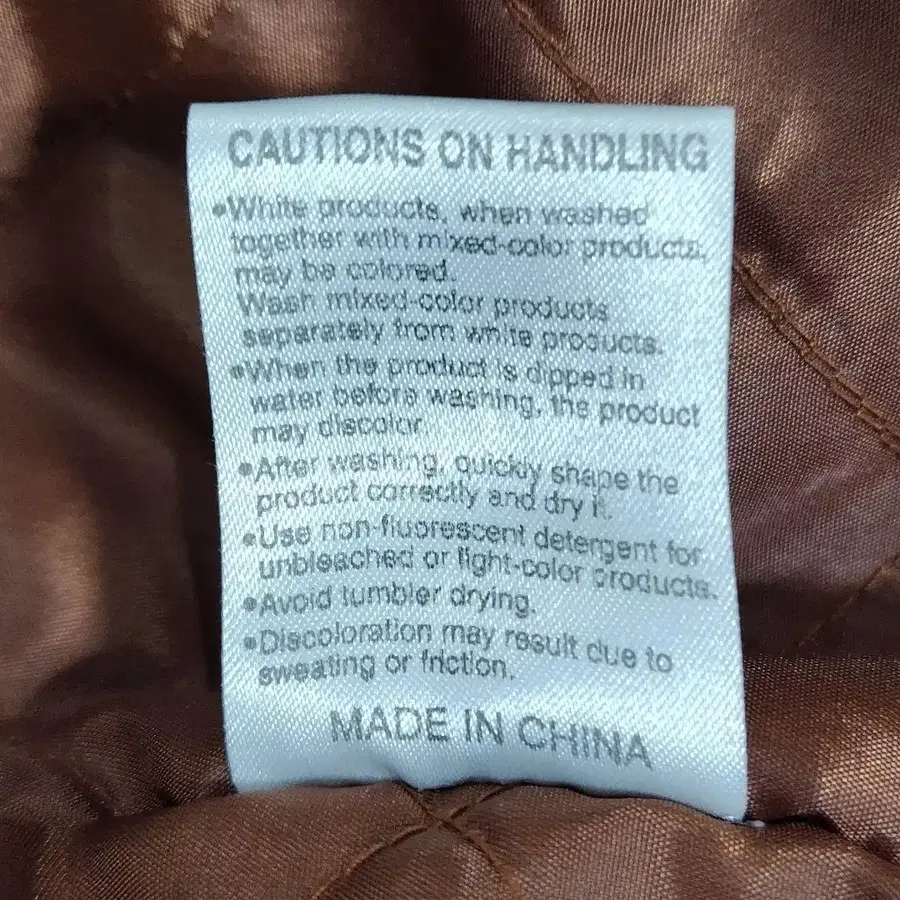 CAUTIONS ON HANDLING
•White products, when washed
together with mixed-color products,
may be colored.
Wash mixed-color products
separately from white products.
•When the product is dipped in
water before washing, the product
may discolor.
•After washing, quickly shape the
product correctly and dry it.
•Use non-fluorescent detergent for
unbleached or light-color products.
•Avoid tumbler drying.
•Discoloration may result due to
sweating or friction.
MADE IN CHINA